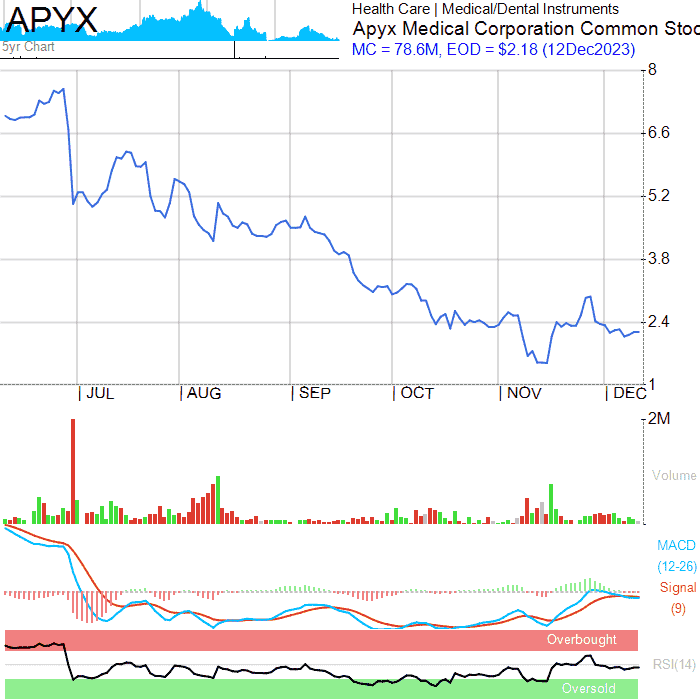 APYX
5yr Chart
Health Care | Medical/Dental Instruments
Apyx Medical Corporation Common Stoc
MC = 78.6M, EOD = $2.18 (12Dec2023)
8
6.6
5.2
3.8
2.4
1
JUL AUG SEP OCT NOV DEC
2M
Volume
MACD
(12-26)
Signal
(9)
Overbought
RSI(14)
Oversold